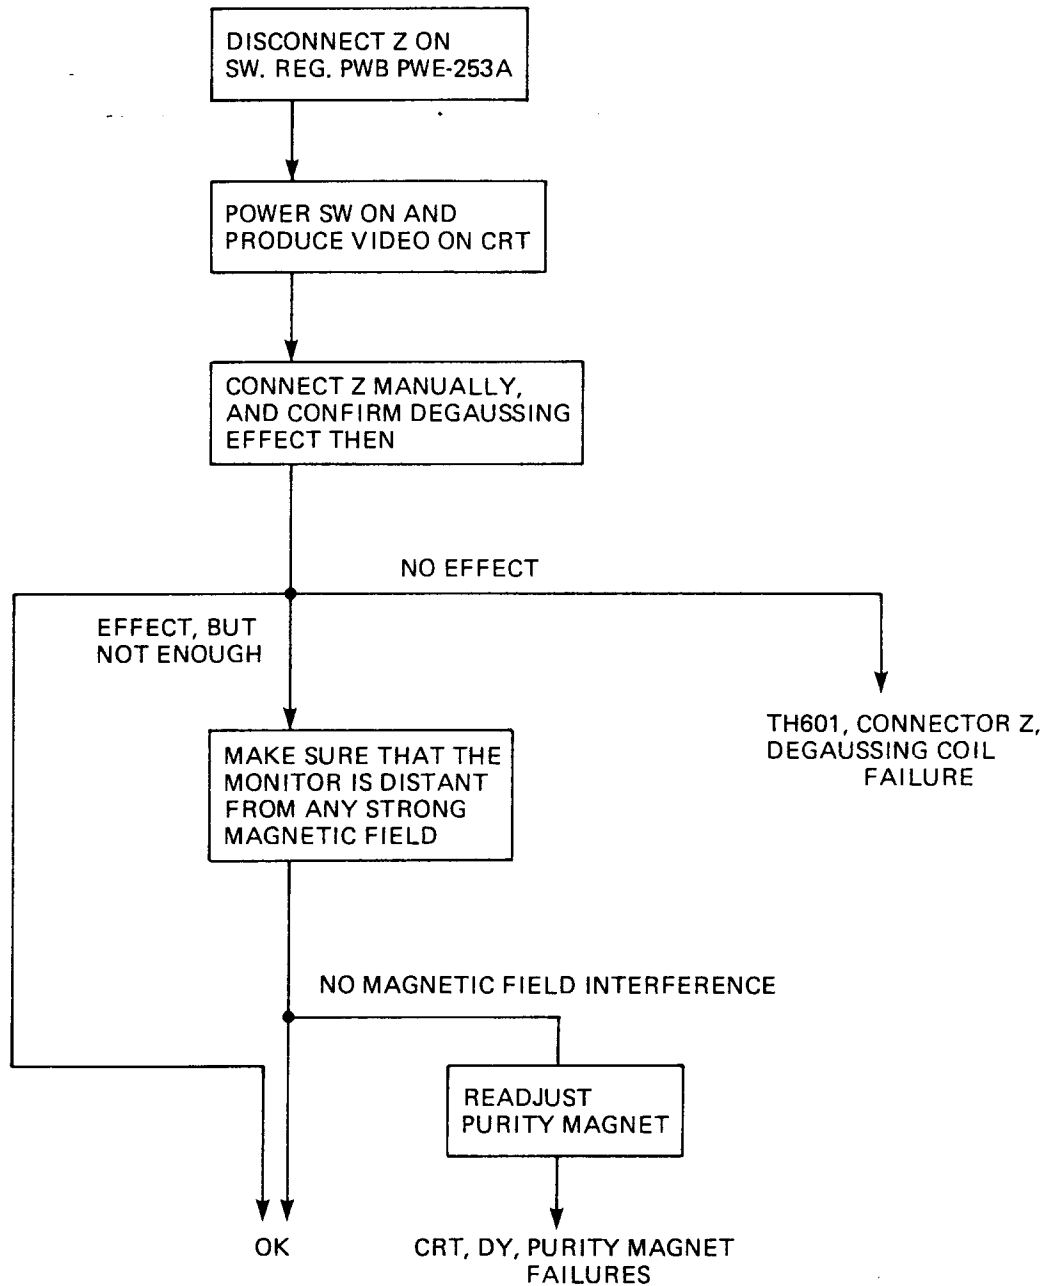 DISCONNECT Z ON
SW. REG. PWB PWE-253A
POWER SW ON AND
PRODUCE VIDEO ON CRT
CONNECT Z MANUALLY,
AND CONFIRM DEGAUSSING
EFFECT THEN
NO EFFECT
EFFECT, BUT
NOT ENOUGH
TH601, CONNECTOR Z,
DEGAUSSING COIL
FAILURE
MAKE SURE THAT THE
MONITOR IS DISTANT
FROM ANY STRONG
MAGNETIC FIELD
NO MAGNETIC FIELD INTERFERENCE
READJUST
PURITY MAGNET
OK
CRT, DY, PURITY MAGNET
FAILURES